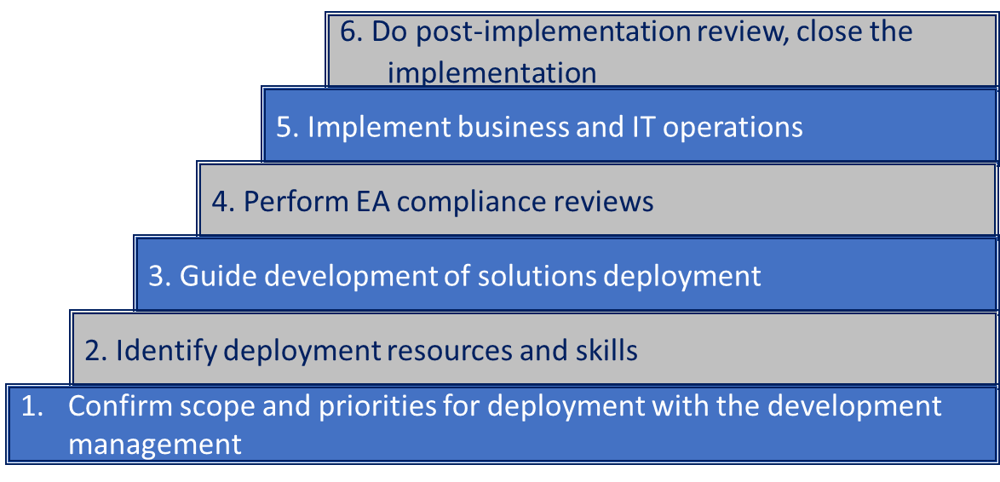 6. Do post-implementation review, close the
implementation
5. Implement business and IT operations
4. Perform EA compliance reviews
3. Guide development of solutions deployment
2. Identify deployment resources and skills
1. Confirm scope and priorities for deployment with the development
management